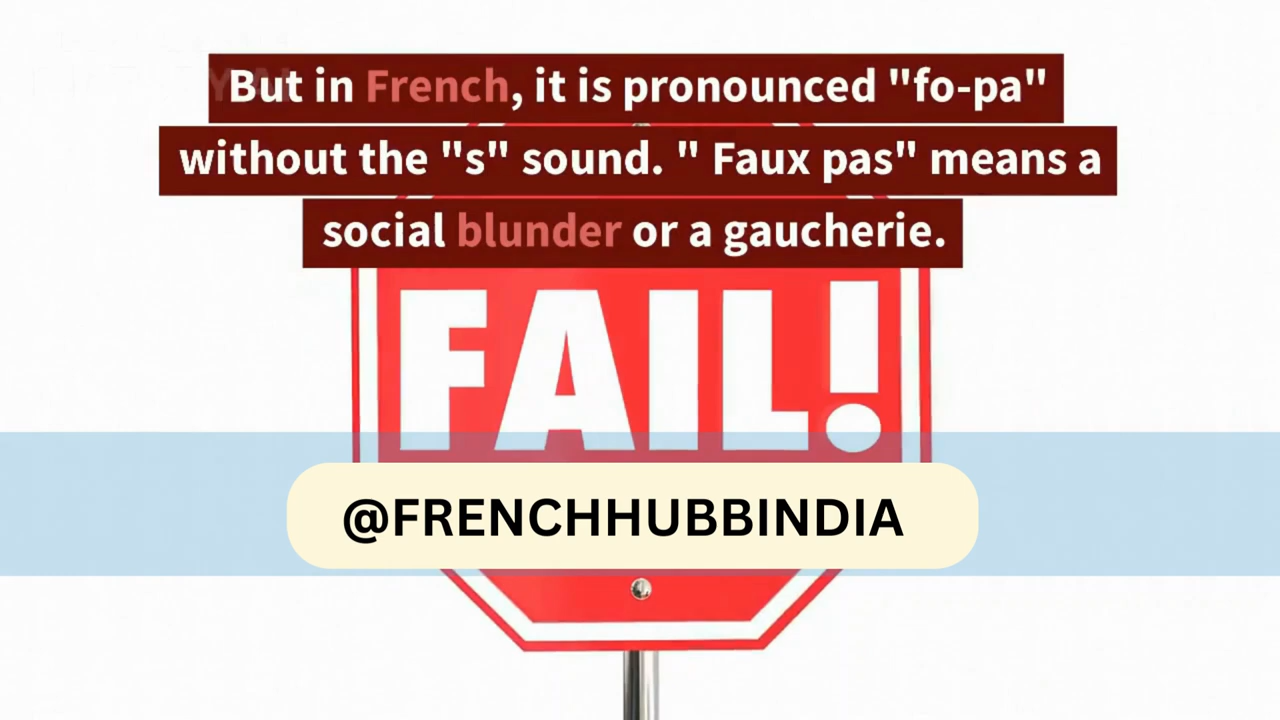 But in French, it is pronounced "fo-pa"
without the "s" sound. " Faux pas" means a
social blunder or a gaucherie.
FAIL!
@FRENCHHUBBINDIA